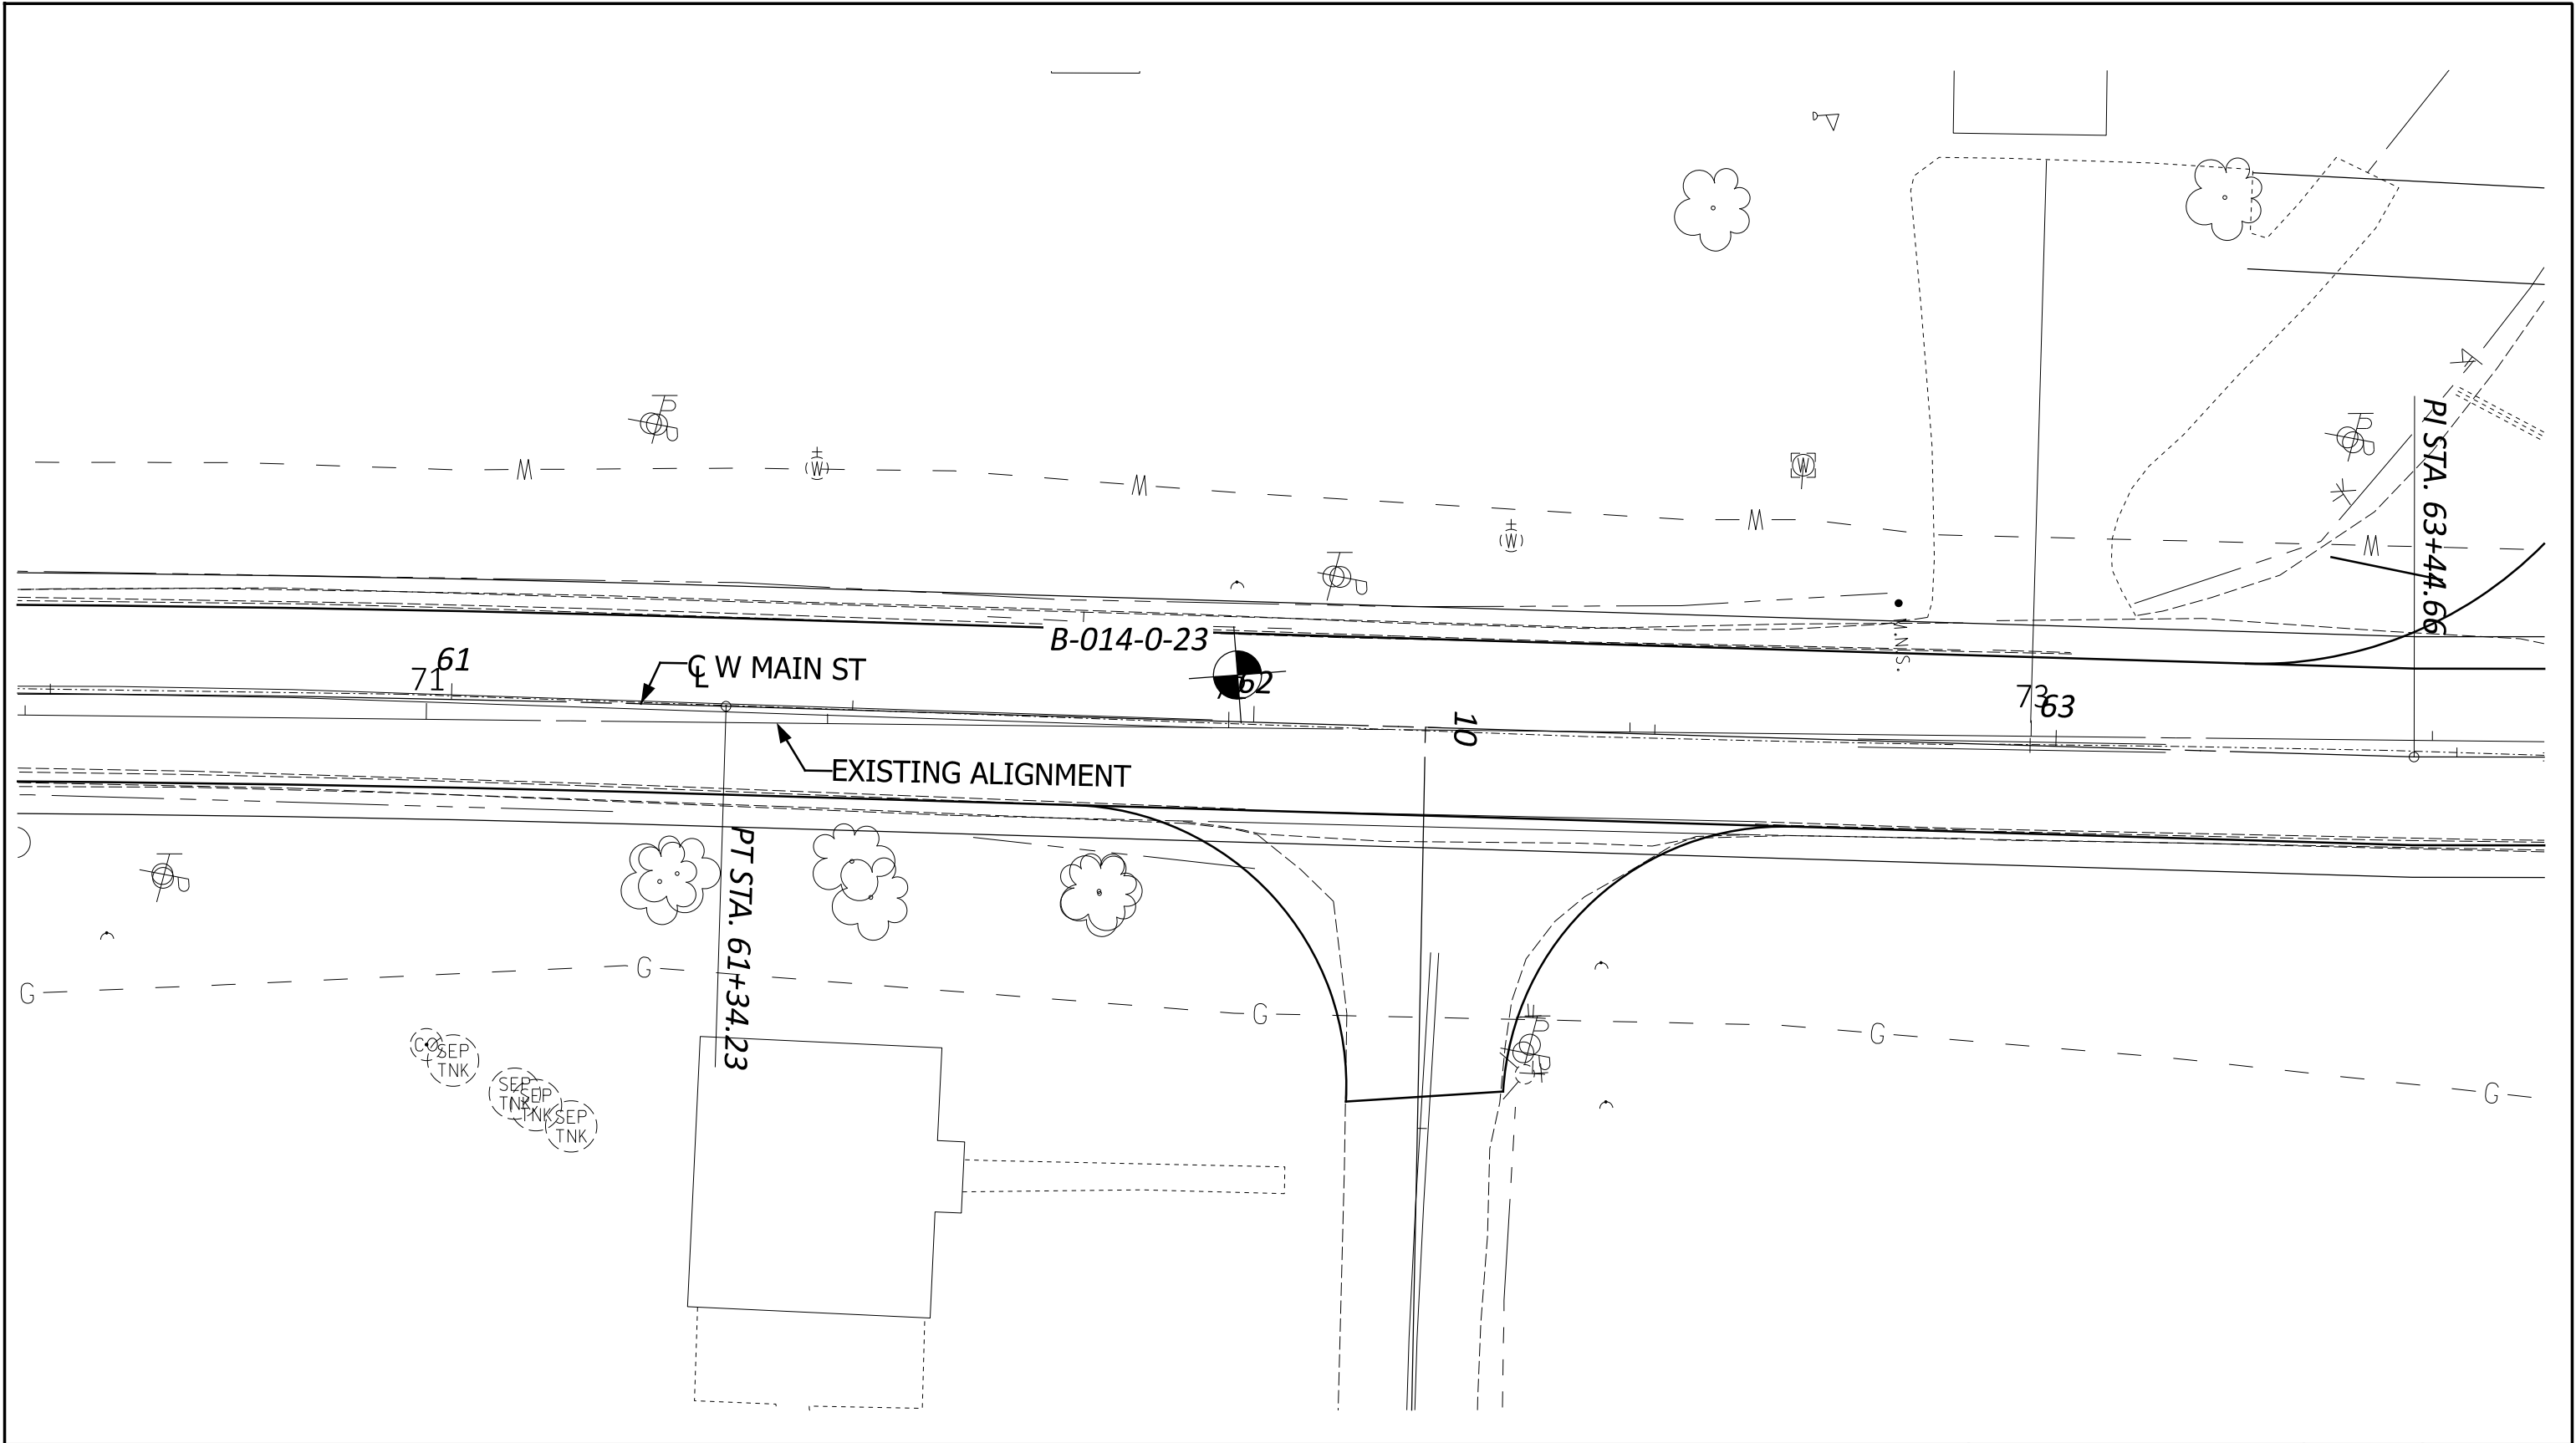 W
W
W
W
W
W
W
PI STA. 63+44.66
B-014-0-23
M.N.S.
61
71
℄ W MAIN ST
62
10
73
63
EXISTING ALIGNMENT
PT STA. 61+34.23
G
G
G
G
G
CO
SEP
TNK
SEP
TNK
SEP
TNK
SEP
TNK